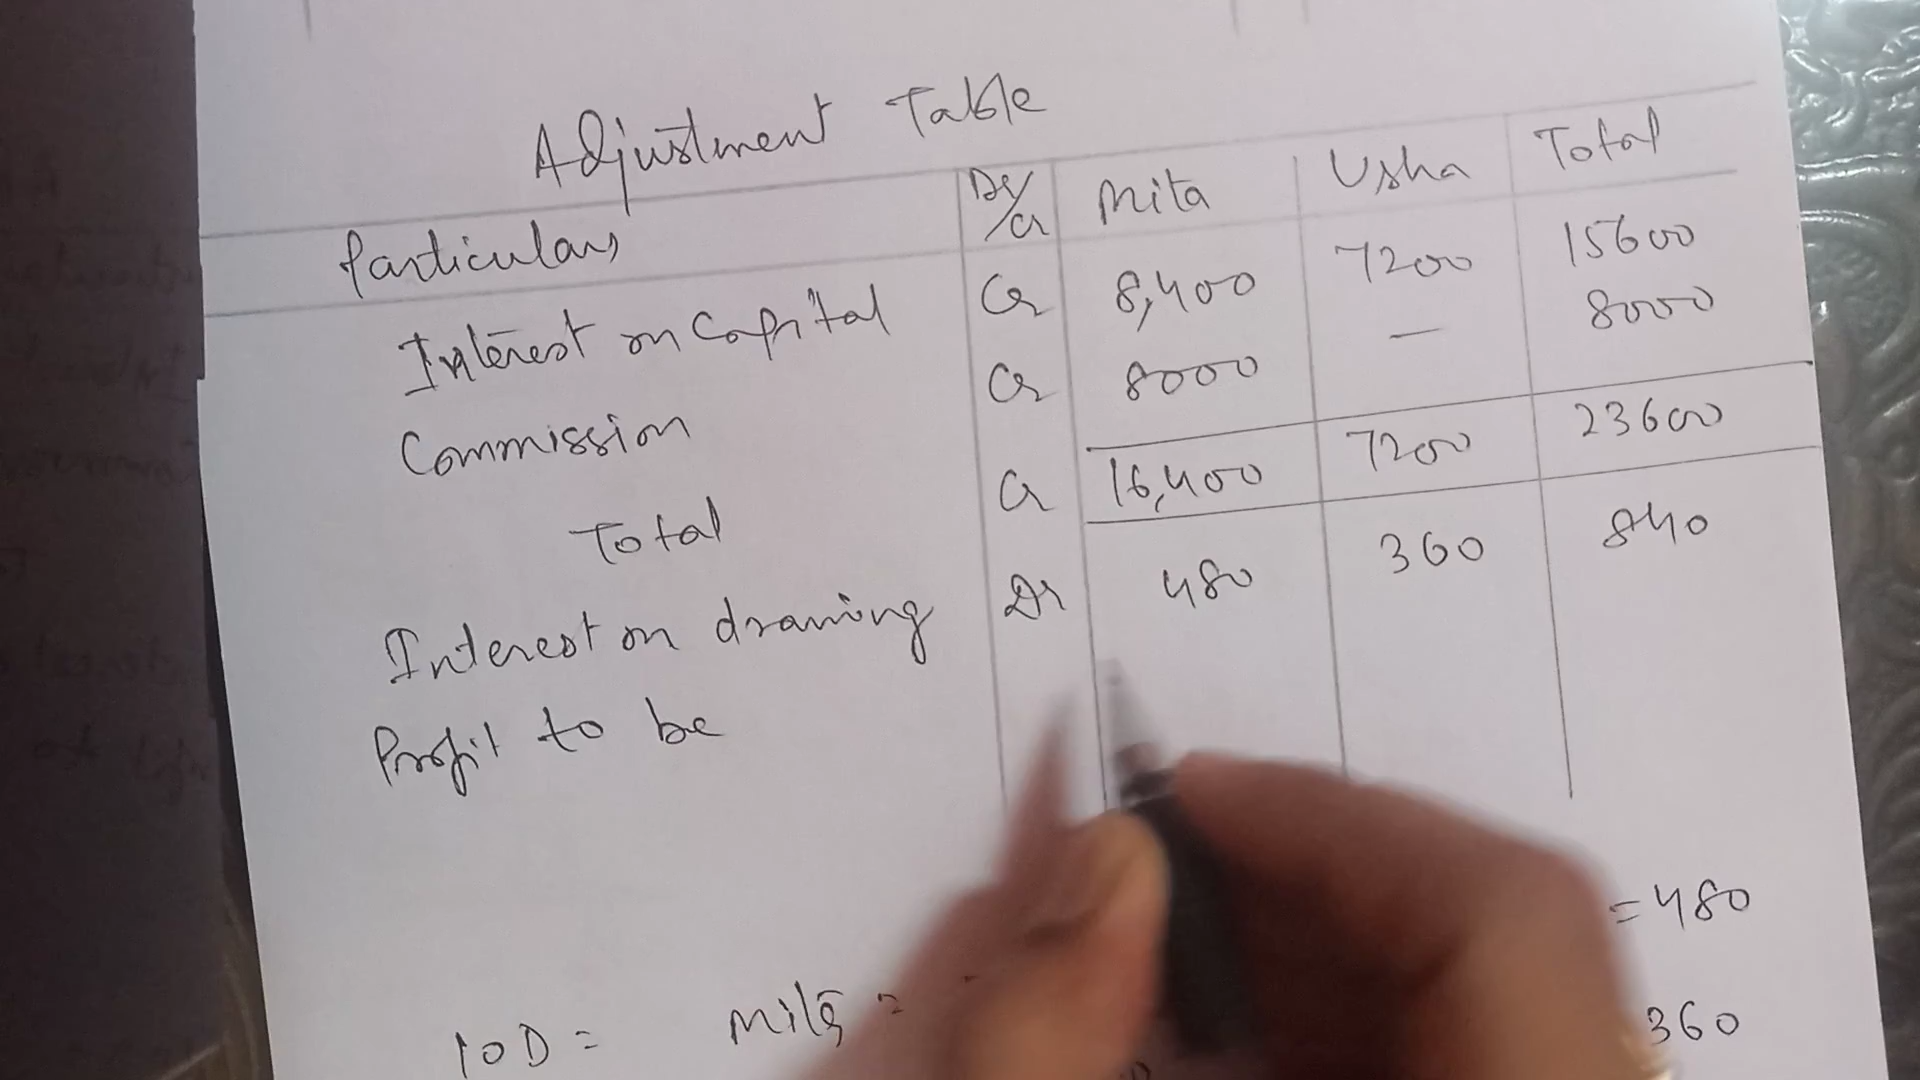 Adjustment Table
Particulars Dr/Cr Mita Usha Total
Interest on Capital Cr 8,400 7200 15600
Commission Cr 8000 — 8000
Total Cr 16,400 7200 23600
Interest on drawing Dr 480 360 840
Profit to be
= 480
IOD = Mita =
360